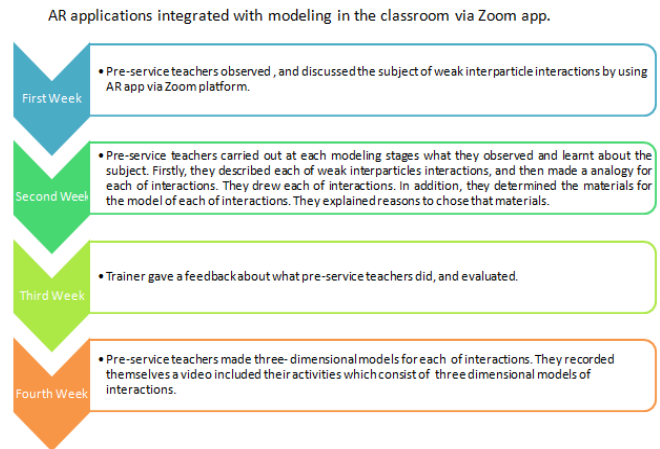 AR applications integrated with modeling in the classroom via Zoom app.
First Week
• Pre-service teachers observed , and discussed the subject of weak interparticle interactions by using
AR app via Zoom platform.
Second Week
• Pre-service teachers carried out at each modeling stages what they observed and learnt about the
subject. Firstly, they described each of weak interparticles interactions, and then made a analogy for
each of interactions. They drew each of interactions. In addition, they determined the materials for
the model of each of interactions. They explained reasons to chose that materials.
Third Week
• Trainer gave a feedback about what pre-service teachers did, and evaluated.
Fourth Week
• Pre-service teachers made three- dimensional models for each of interactions. They recorded
themselves a video included their activities which consist of three dimensional models of
interactions.